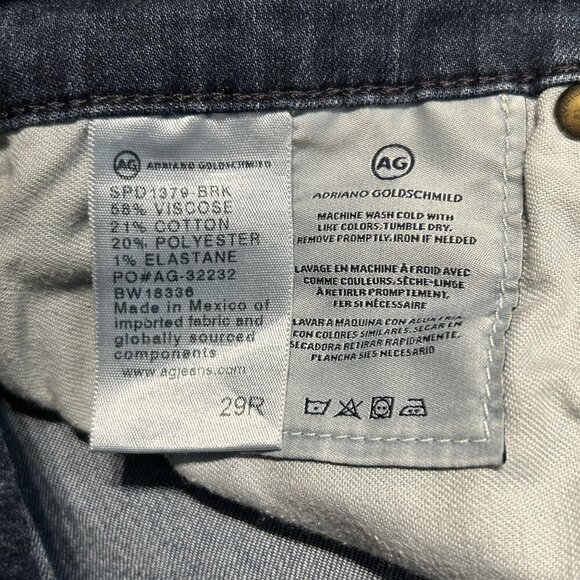 AG ADRIANO GOLDSCHMIED
SPD1379 BRK
58% VISCOSE
21% COTTON
20% POLYESTER
1% ELASTANE
PO#AG-32232
BW18336
Made in Mexico of
imported fabric and
globally sourced
components
www.agjeans.com
29R
AG
ADRIANO GOLDSCHMIED
MACHINE WASH COLD WITH
LIKE COLORS. TUMBLE DRY.
REMOVE PROMPTLY. IRON IF NEEDED
LAVAGE EN MACHINE À FROID AVEC
COMME COULEURS. SÈCHE-LINGE
À RETIRER PROMPTEMENT.
FER SI NÉCESSAIRE
LAVAR A MAQUINA CON AGUA FRIA
CON COLORES SIMILARES. SECAR EN
SECADORA RETIRAR RAPIDAMENTE.
PLANCHA SIES NECESARIO